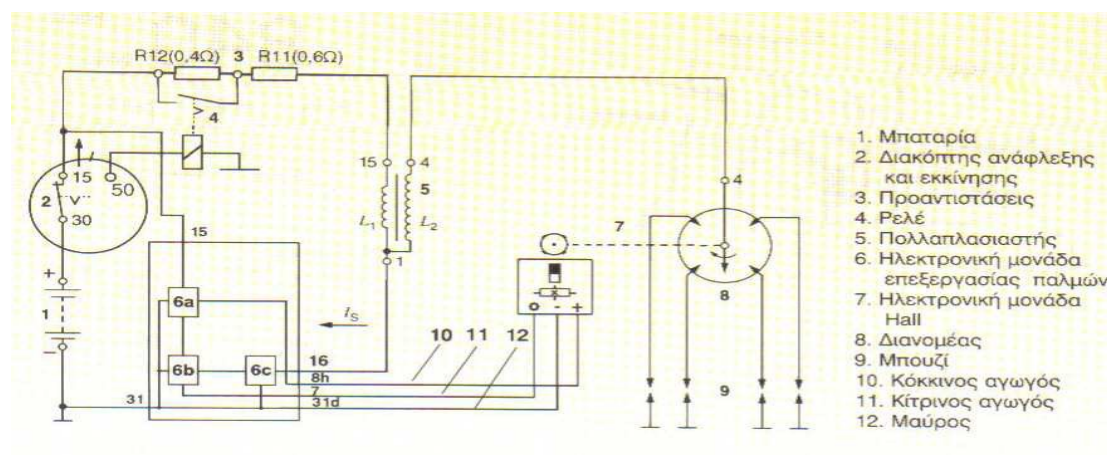 R12(0,4Ω) 3 R11(0,6Ω)
4
15
50
2
30
15
4
5
L₁ L₂
1
15
+
1
−
6a
6b
6c
Iₛ
16
8h
7
31d
31
10 11 12
7
o - +
4
8
9
1. Μπαταρία
2. Διακόπτης ανάφλεξης
και εκκίνησης
3. Προαντιστάσεις
4. Ρελέ
5. Πολλαπλασιαστής
6. Ηλεκτρονική μονάδα
επεξεργασίας παλμών
7. Ηλεκτρονική μονάδα
Hall
8. Διανομέας
9. Μπουζί
10. Κόκκινος αγωγός
11. Κίτρινος αγωγός
12. Μαύρος